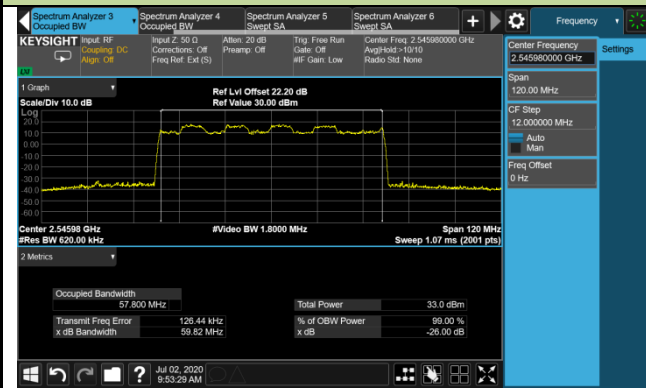 Spectrum Analyzer 3
Occupied BW
Spectrum Analyzer 4
Occupied BW
Spectrum Analyzer 5
Swept SA
Spectrum Analyzer 6
Swept SA
+
Frequency
KEYSIGHT
Input: RF
Coupling: DC
Align: Off
Input Z: 50 Ω
Corrections: Off
Freq Ref: Ext (S)
Atten: 20 dB
Preamp: Off
Trig: Free Run
Gate: Off
#IF Gain: Low
Center Freq: 2.545980000 GHz
Avg|Hold:>10/10
Radio Std: None
Center Frequency
2.545980000 GHz
Settings
Span
120.00 MHz
CF Step
12.000000 MHz
Auto
Man
Freq Offset
0 Hz
1 Graph
Scale/Div 10.0 dB
Ref Lvl Offset 22.20 dB
Ref Value 30.00 dBm
Log
20.0
10.0
0.00
-10.0
-20.0
-30.0
-40.0
-50.0
-60.0
Center 2.54598 GHz
#Video BW 1.8000 MHz
Span 120 MHz
#Res BW 620.00 kHz
Sweep 1.07 ms (2001 pts)
2 Metrics
Occupied Bandwidth
57.800 MHz
Total Power
33.0 dBm
Transmit Freq Error
126.44 kHz
% of OBW Power
99.00 %
x dB Bandwidth
59.82 MHz
x dB
-26.00 dB
?
Jul 02, 2020
9:53:29 AM